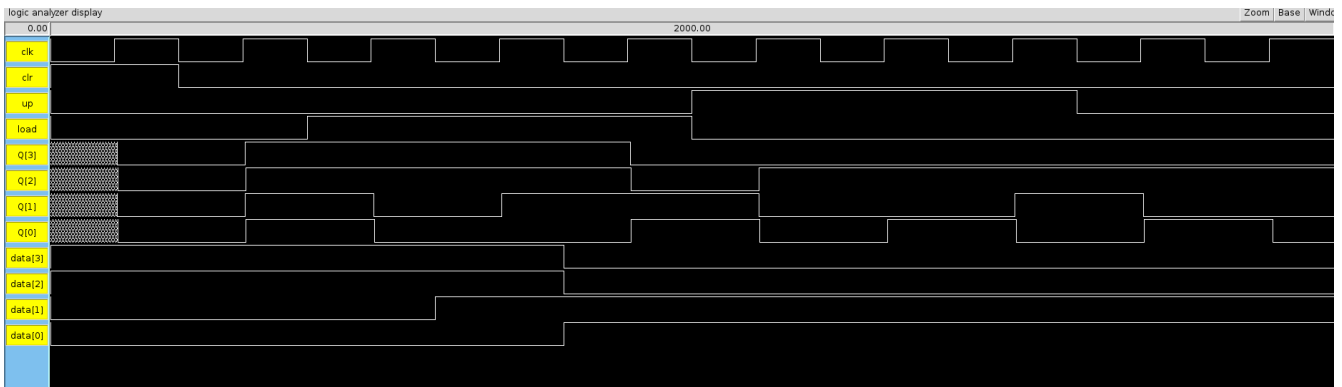 logic analyzer display
Zoom Base Windo
0.00 2000.00
clk
clr
up
load
Q[3]
Q[2]
Q[1]
Q[0]
data[3]
data[2]
data[1]
data[0]